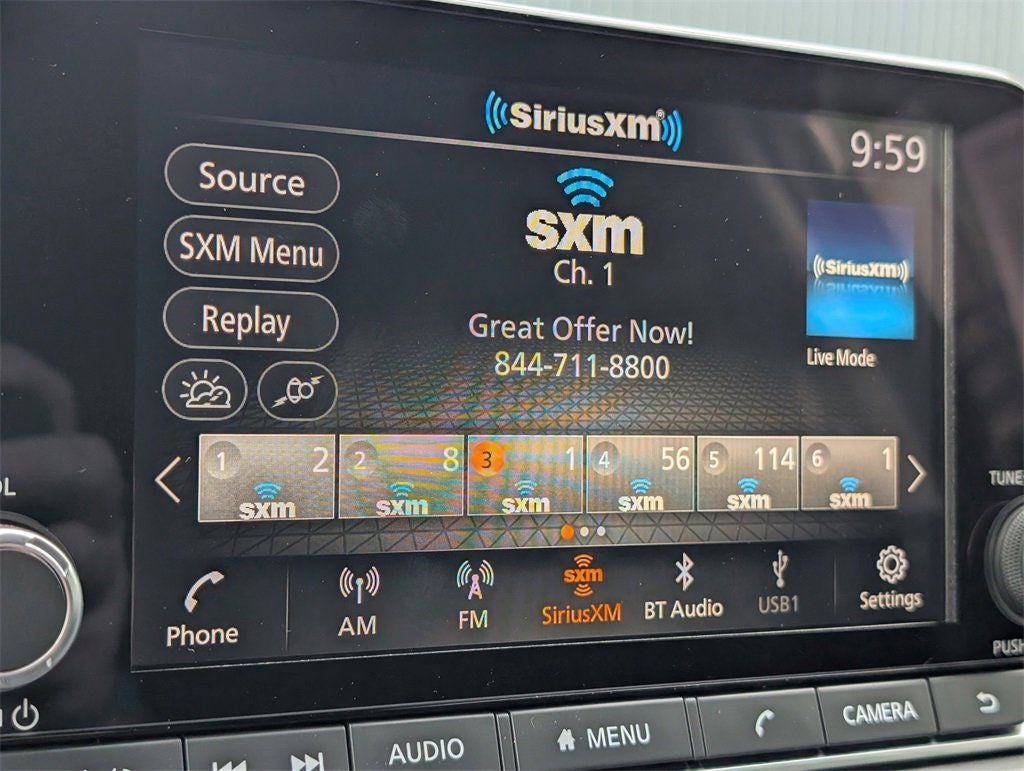 SiriusXM®
9:59
Source
SXM Menu
Replay
sxm
Ch. 1
Great Offer Now!
844-711-8800
SiriusXM
Live Mode
1 2
sxm
2 8
sxm
3 1
sxm
4 56
sxm
5 114
sxm
6 1
sxm
Phone
AM
FM
sxm
SiriusXM
BT Audio
USB1
Settings
TUNE
PUSH
AUDIO
MENU
CAMERA